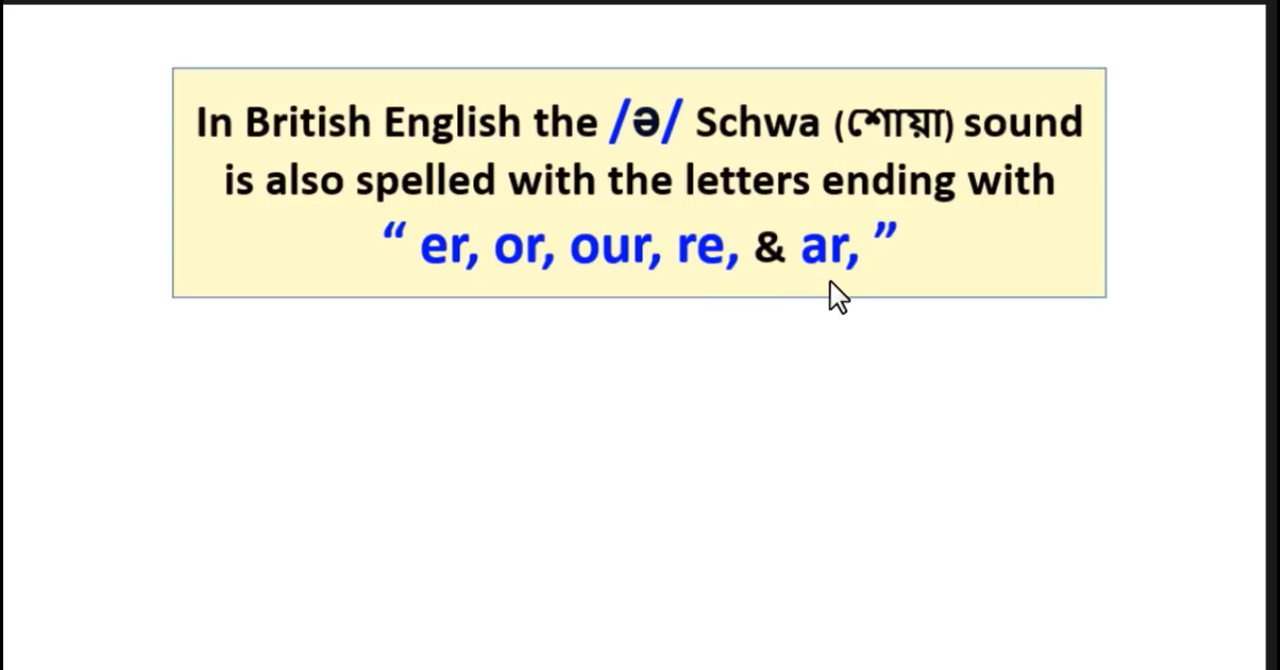 In British English the /ə/ Schwa (শোয়া) sound
is also spelled with the letters ending with
“ er, or, our, re, & ar, ”